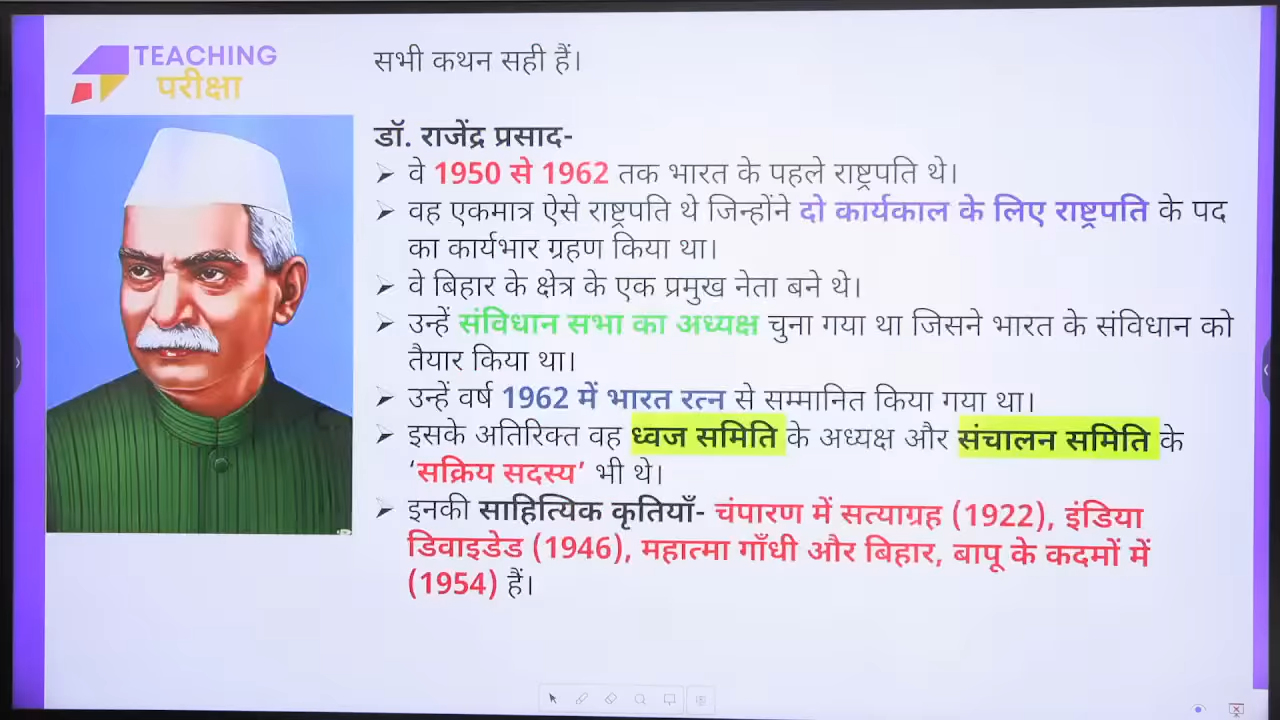 TEACHING
परीक्षा
सभी कथन सही हैं।
डॉ. राजेंद्र प्रसाद-
➢ वे 1950 से 1962 तक भारत के पहले राष्ट्रपति थे।
➢ वह एकमात्र ऐसे राष्ट्रपति थे जिन्होंने दो कार्यकाल के लिए राष्ट्रपति के पद
का कार्यभार ग्रहण किया था।
➢ वे बिहार के क्षेत्र के एक प्रमुख नेता बने थे।
➢ उन्हें संविधान सभा का अध्यक्ष चुना गया था जिसने भारत के संविधान को
तैयार किया था।
➢ उन्हें वर्ष 1962 में भारत रत्न से सम्मानित किया गया था।
➢ इसके अतिरिक्त वह ध्वज समिति के अध्यक्ष और संचालन समिति के
‘सक्रिय सदस्य’ भी थे।
➢ इनकी साहित्यिक कृतियाँ- चंपारण में सत्याग्रह (1922), इंडिया
डिवाइडेड (1946), महात्मा गाँधी और बिहार, बापू के कदमों में
(1954) हैं।